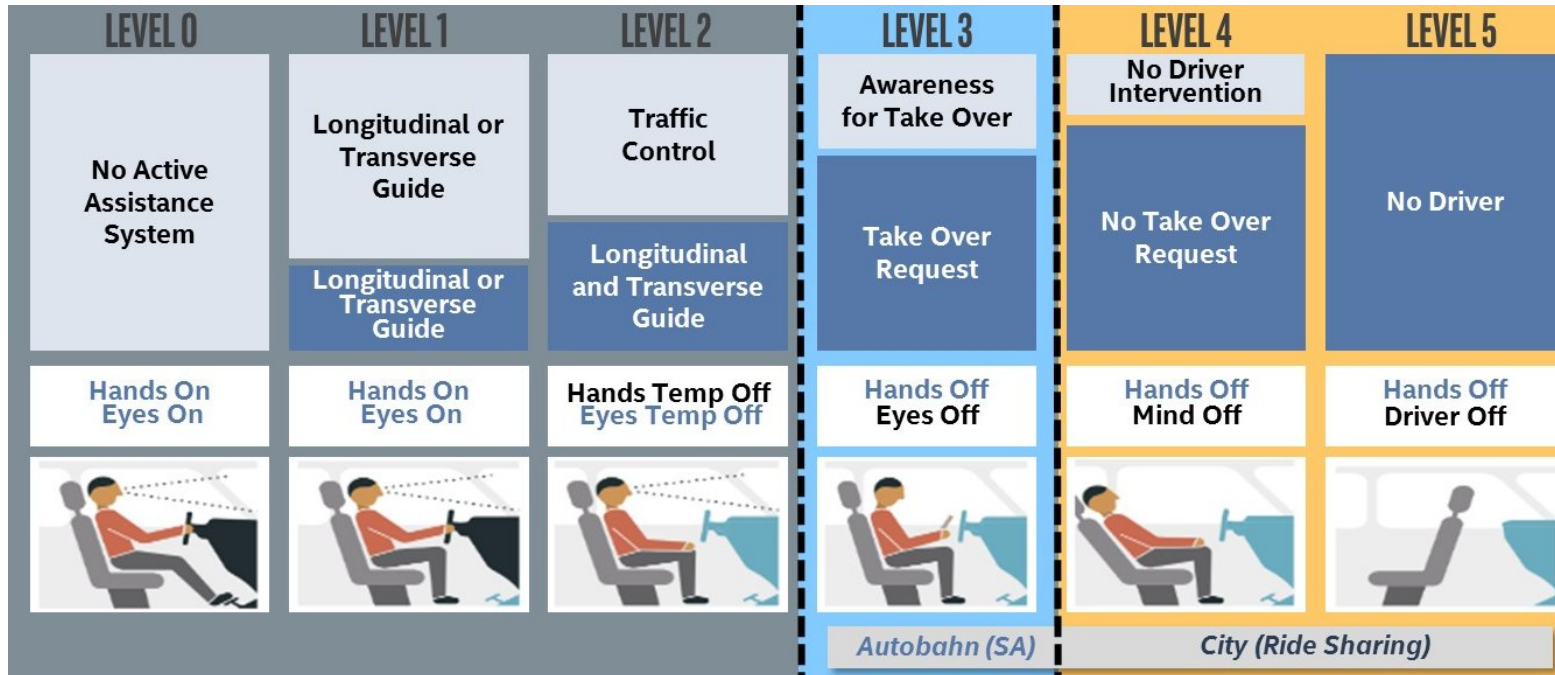 LEVEL 0
LEVEL 1
LEVEL 2
LEVEL 3
LEVEL 4
LEVEL 5
No Active
Assistance
System
Longitudinal or
Transverse
Guide
Longitudinal or
Transverse
Guide
Traffic
Control
Longitudinal
and Transverse
Guide
Awareness
for Take Over
Take Over
Request
No Driver
Intervention
No Take Over
Request
No Driver
Hands On
Eyes On
Hands On
Eyes On
Hands Temp Off
Eyes Temp Off
Hands Off
Eyes Off
Hands Off
Mind Off
Hands Off
Driver Off
Autobahn (SA)
City (Ride Sharing)